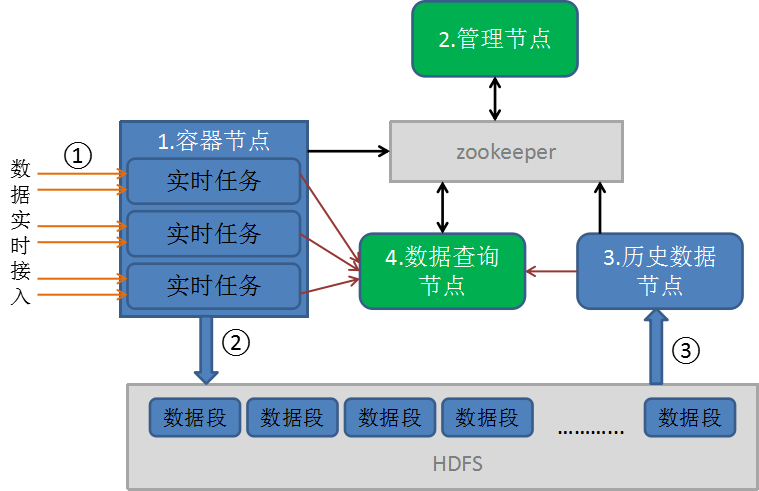 2.管理节点
1.容器节点
zookeeper
数据实时接入
①
实时任务
实时任务
实时任务
4.数据查询
节点
3.历史数据
节点
②
③
数据段
数据段
数据段
数据段
…………
数据段
HDFS